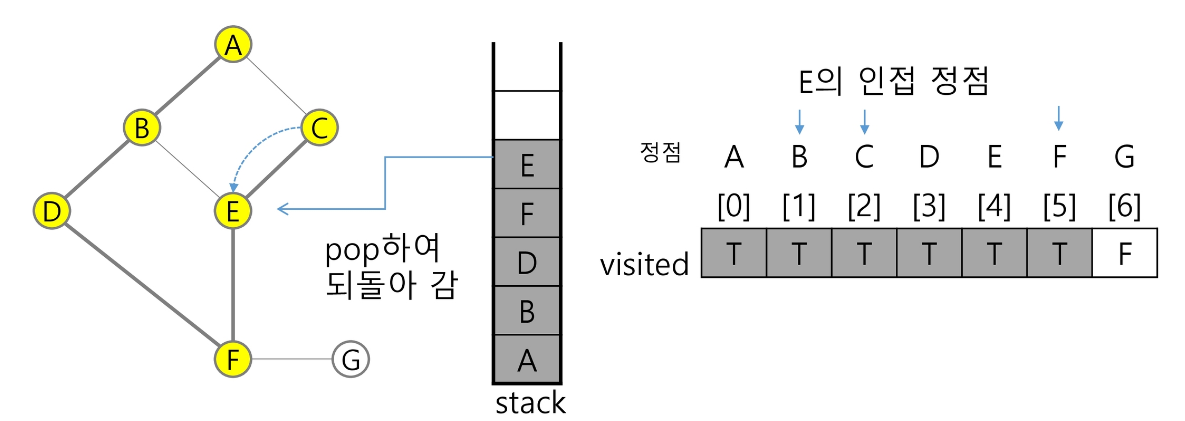 A
B
C
D
E
F
G
pop하여
되돌아 감
E
F
D
B
A
stack
E의 인접 정점
정점 A B C D E F G
[0] [1] [2] [3] [4] [5] [6]
visited T T T T T T F